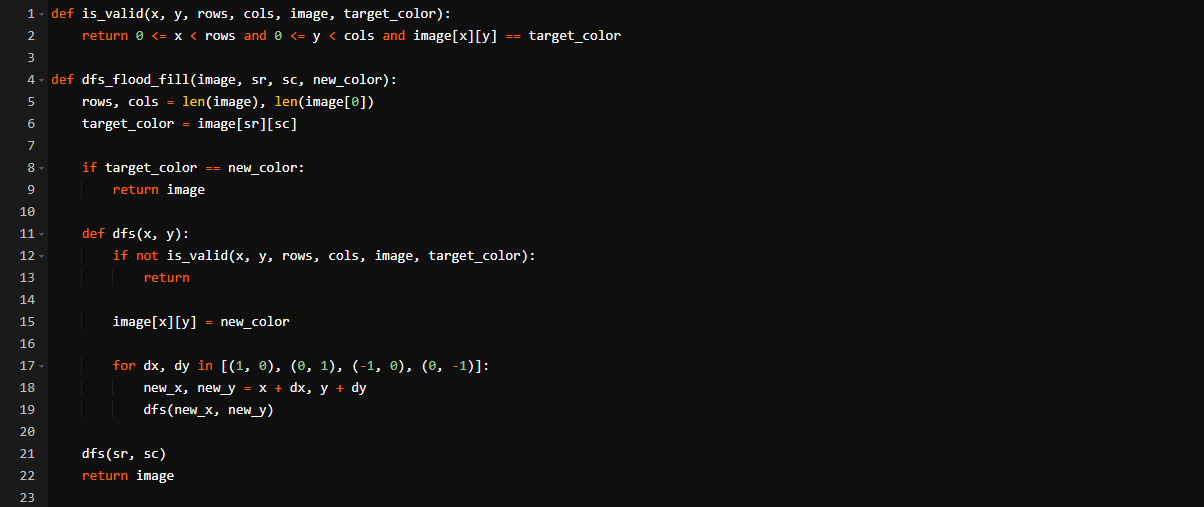 1 def is_valid(x, y, rows, cols, image, target_color):
2     return 0 <= x < rows and 0 <= y < cols and image[x][y] == target_color
3
4 def dfs_flood_fill(image, sr, sc, new_color):
5     rows, cols = len(image), len(image[0])
6     target_color = image[sr][sc]
7
8     if target_color == new_color:
9         return image
10
11     def dfs(x, y):
12         if not is_valid(x, y, rows, cols, image, target_color):
13             return
14
15         image[x][y] = new_color
16
17         for dx, dy in [(1, 0), (0, 1), (-1, 0), (0, -1)]:
18             new_x, new_y = x + dx, y + dy
19             dfs(new_x, new_y)
20
21     dfs(sr, sc)
22     return image
23